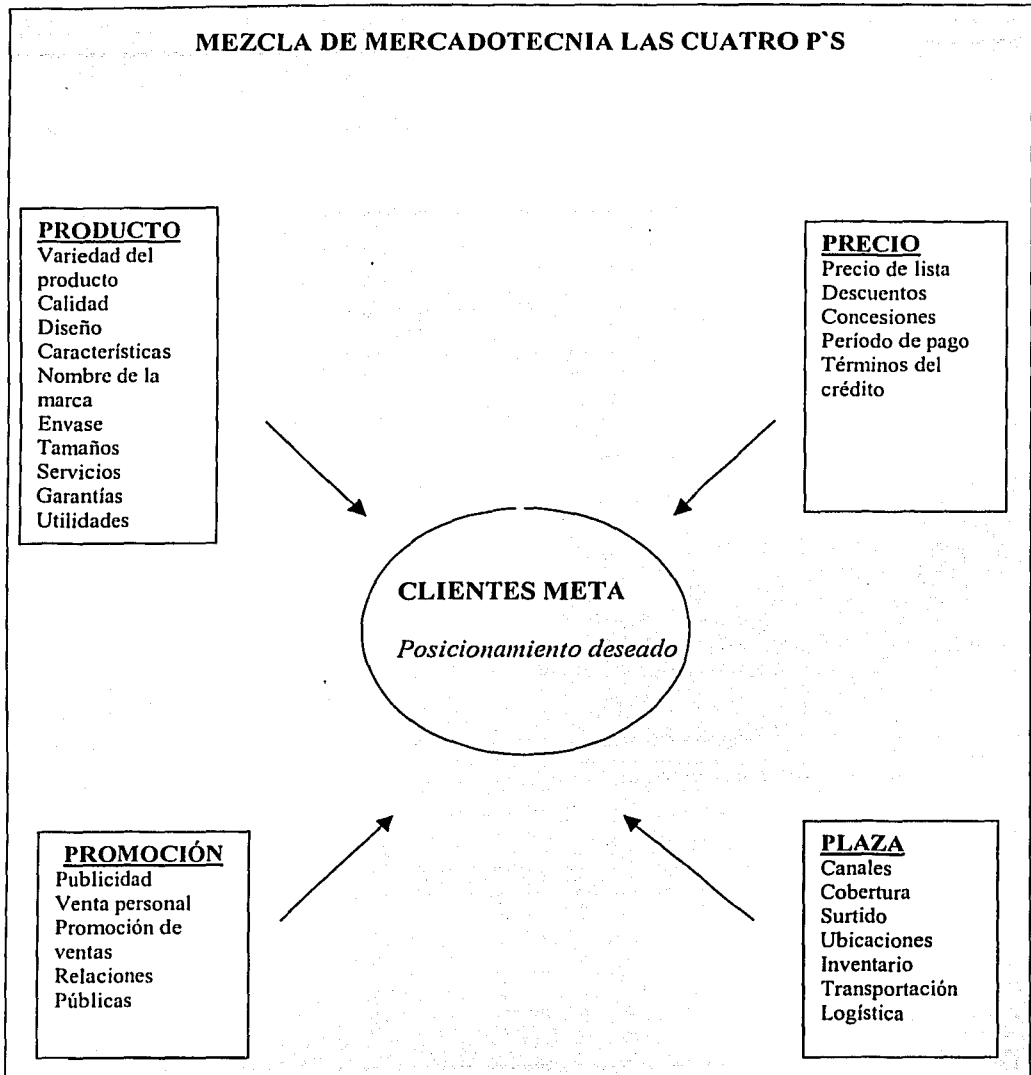 MEZCLA DE MERCADOTECNIA LAS CUATRO P`S
PRODUCTO
Variedad del
producto
Calidad
Diseño
Características
Nombre de la
marca
Envase
Tamaños
Servicios
Garantías
Utilidades
PRECIO
Precio de lista
Descuentos
Concesiones
Período de pago
Términos del
crédito
CLIENTES META
Posicionamiento deseado
PROMOCIÓN
Publicidad
Venta personal
Promoción de
ventas
Relaciones
Públicas
PLAZA
Canales
Cobertura
Surtido
Ubicaciones
Inventario
Transportación
Logística